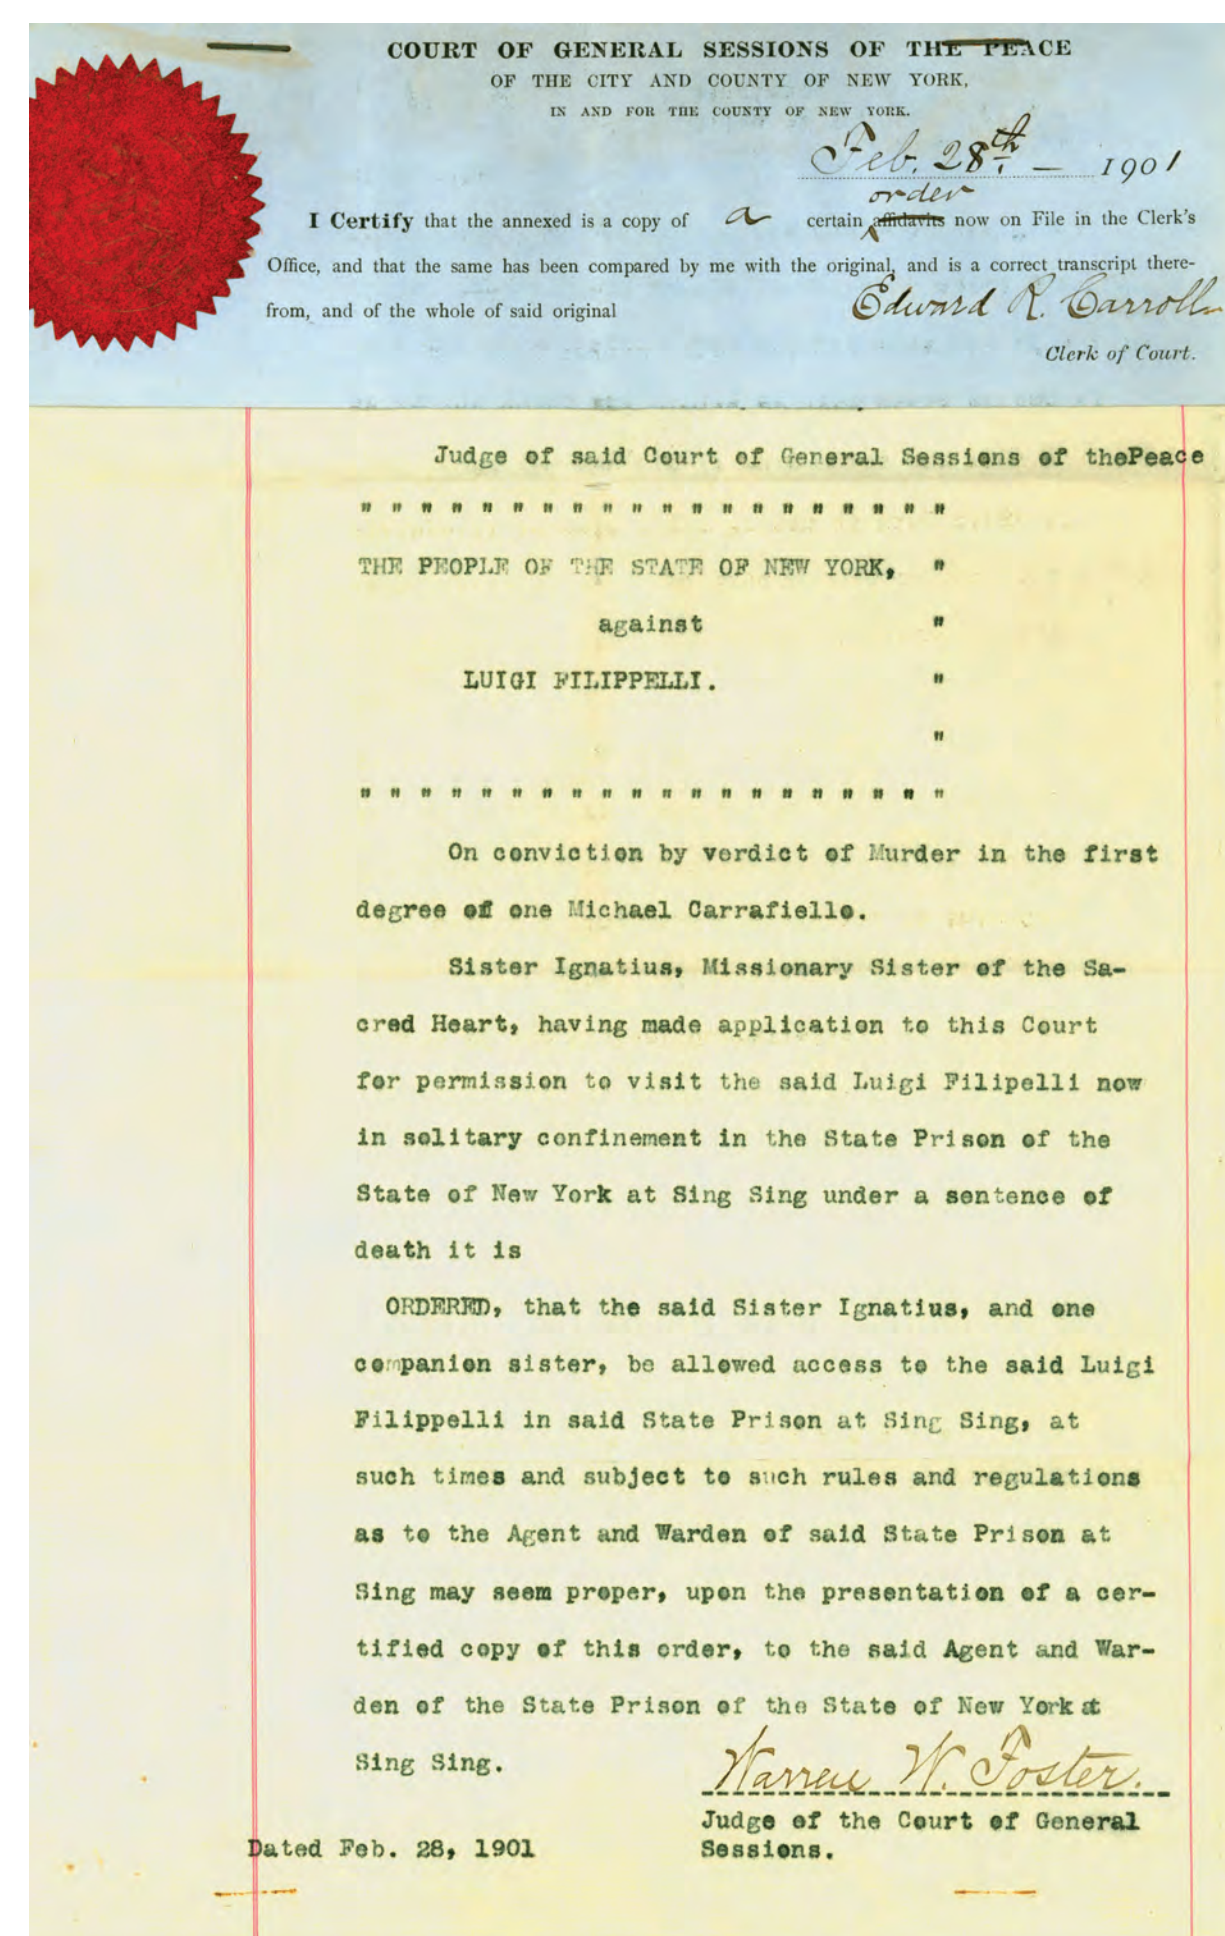 COURT OF GENERAL SESSIONS OF THE PEACE
OF THE CITY AND COUNTY OF NEW YORK,
IN AND FOR THE COUNTY OF NEW YORK.
Feb. 28th — 1901
order
I Certify that the annexed is a copy of a certain affidavits now on File in the Clerk's
Office, and that the same has been compared by me with the original, and is a correct transcript there-
from, and of the whole of said original Edward R. Carroll
Clerk of Court.
Judge of said Court of General Sessions of thePeace
" " " " " " " " " " " " " " " " " " " "
THE PEOPLE OF THE STATE OF NEW YORK, "
against "
LUIGI FILIPPELLI. "
"
" " " " " " " " " " " " " " " " " " " "
On conviction by verdict of Murder in the first
degree of one Michael Carrafiello.
Sister Ignatius, Missionary Sister of the Sa-
cred Heart, having made application to this Court
for permission to visit the said Luigi Filipelli now
in solitary confinement in the State Prison of the
State of New York at Sing Sing under a sentence of
death it is
ORDERED, that the said Sister Ignatius, and one
companion sister, be allowed access to the said Luigi
Filippelli in said State Prison at Sing Sing, at
such times and subject to such rules and regulations
as to the Agent and Warden of said State Prison at
Sing may seem proper, upon the presentation of a cer-
tified copy of this order, to the said Agent and War-
den of the State Prison of the State of New York at
Sing Sing. Warren W. Foster.
Judge of the Court of General
Dated Feb. 28, 1901 Sessions.